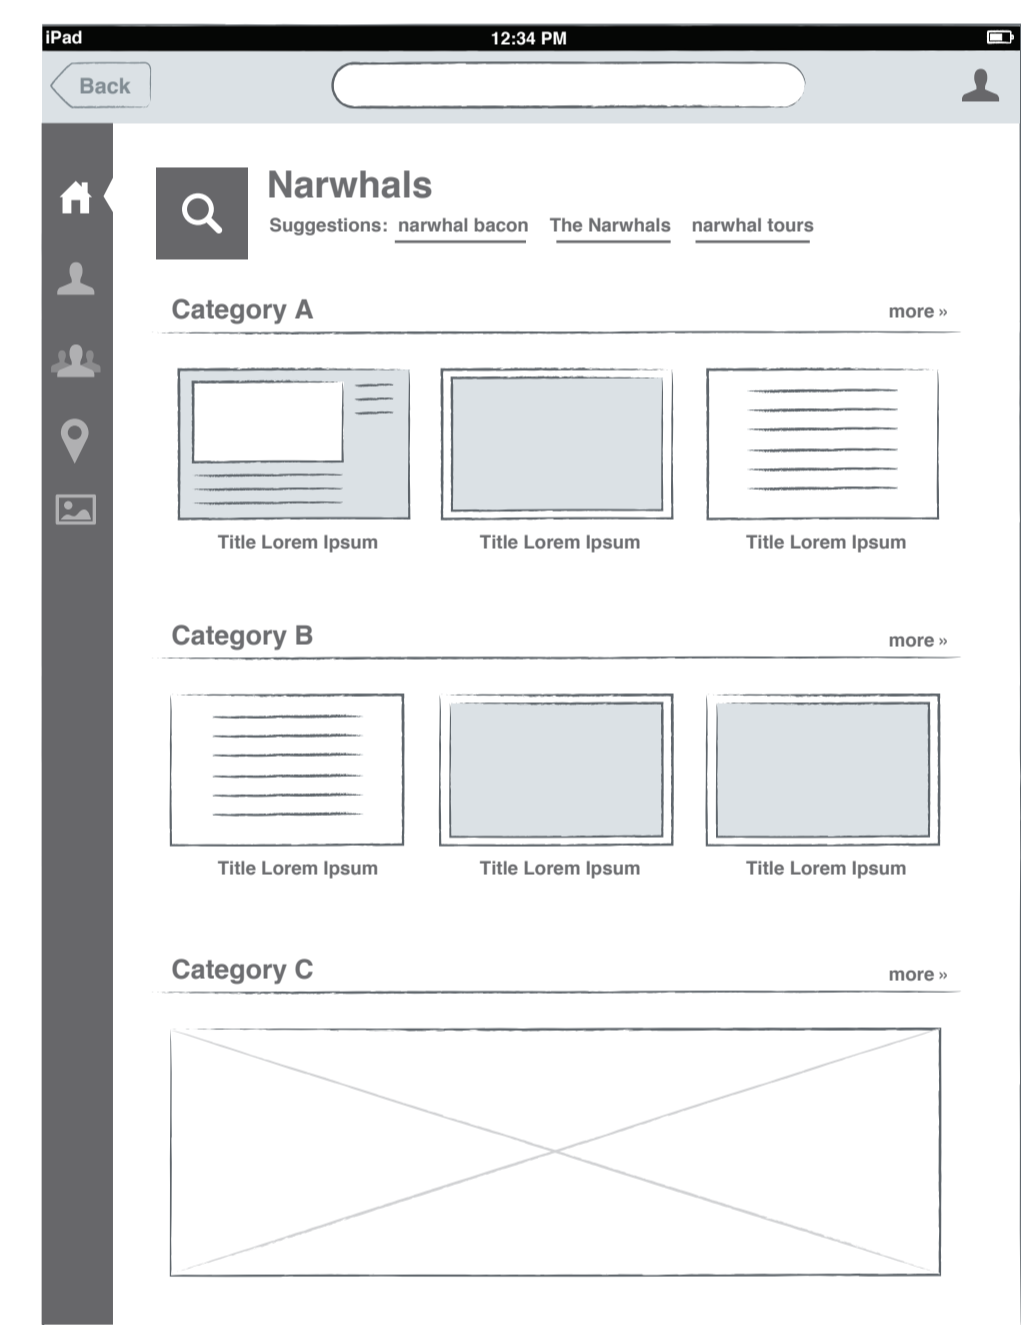 iPad 12:34 PM
Back
Narwhals
Suggestions: narwhal bacon The Narwhals narwhal tours
Category A more »
Title Lorem Ipsum Title Lorem Ipsum Title Lorem Ipsum
Category B more »
Title Lorem Ipsum Title Lorem Ipsum Title Lorem Ipsum
Category C more »